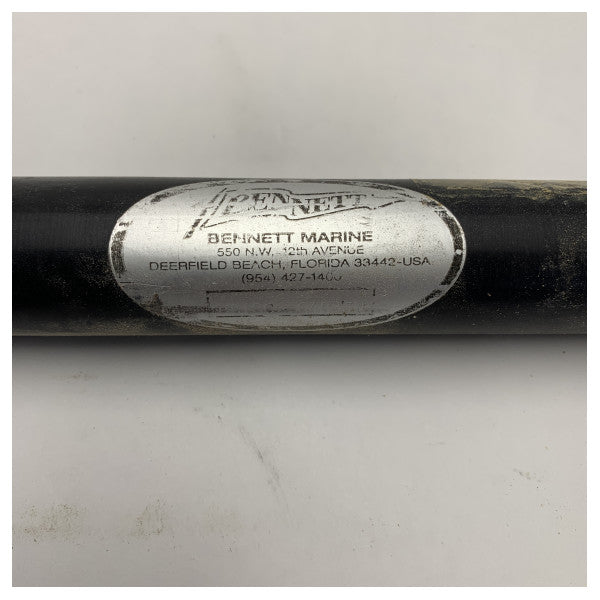 BENNETT
BENNETT MARINE
550 N.W. 12th AVENUE
DEERFIELD BEACH, FLORIDA 33442-USA
(954) 427-1400